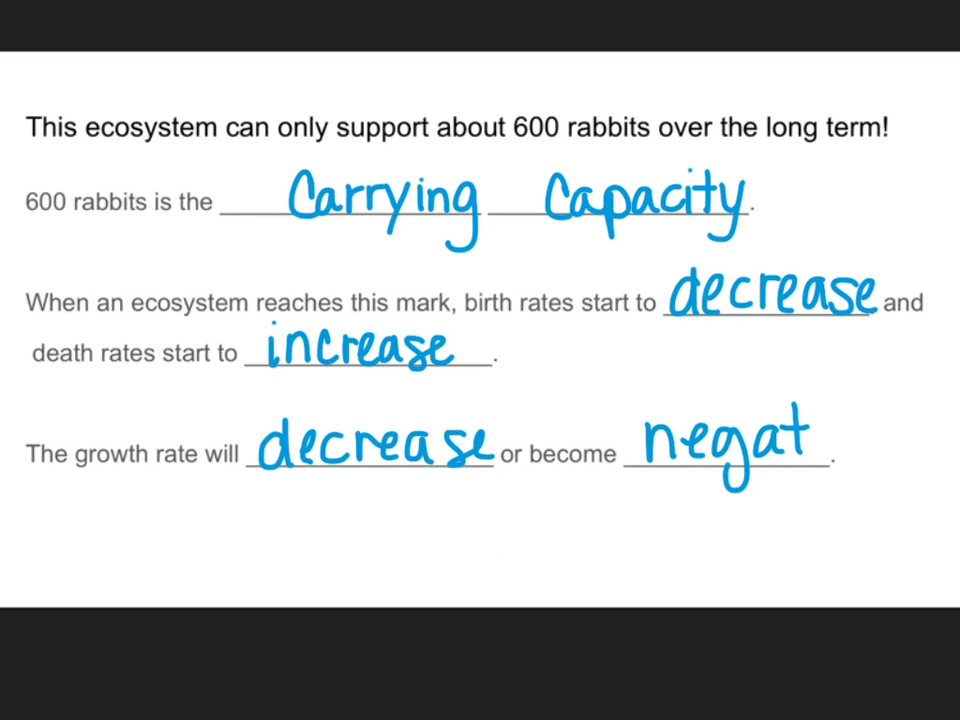 This ecosystem can only support about 600 rabbits over the long term!
600 rabbits is the Carrying Capacity.
When an ecosystem reaches this mark, birth rates start to decrease and
death rates start to increase.
The growth rate will decrease or become negat.